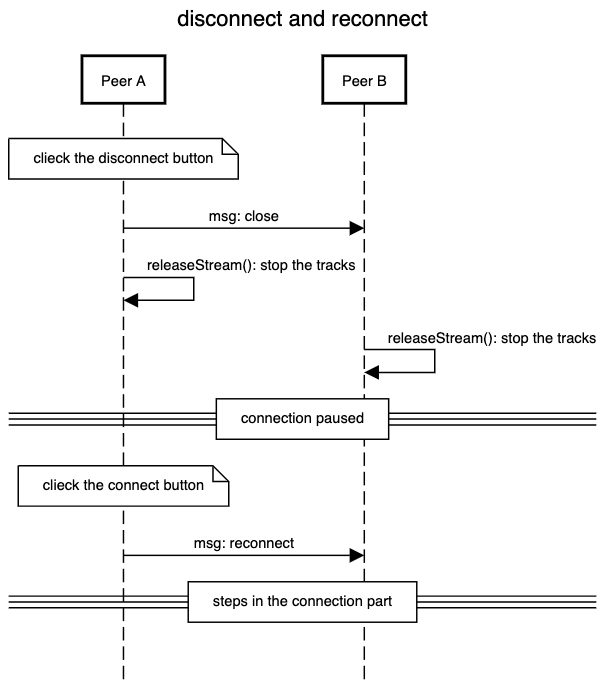 disconnect and reconnect
Peer A
Peer B
clieck the disconnect button
msg: close
releaseStream(): stop the tracks
releaseStream(): stop the tracks
connection paused
clieck the connect button
msg: reconnect
steps in the connection part